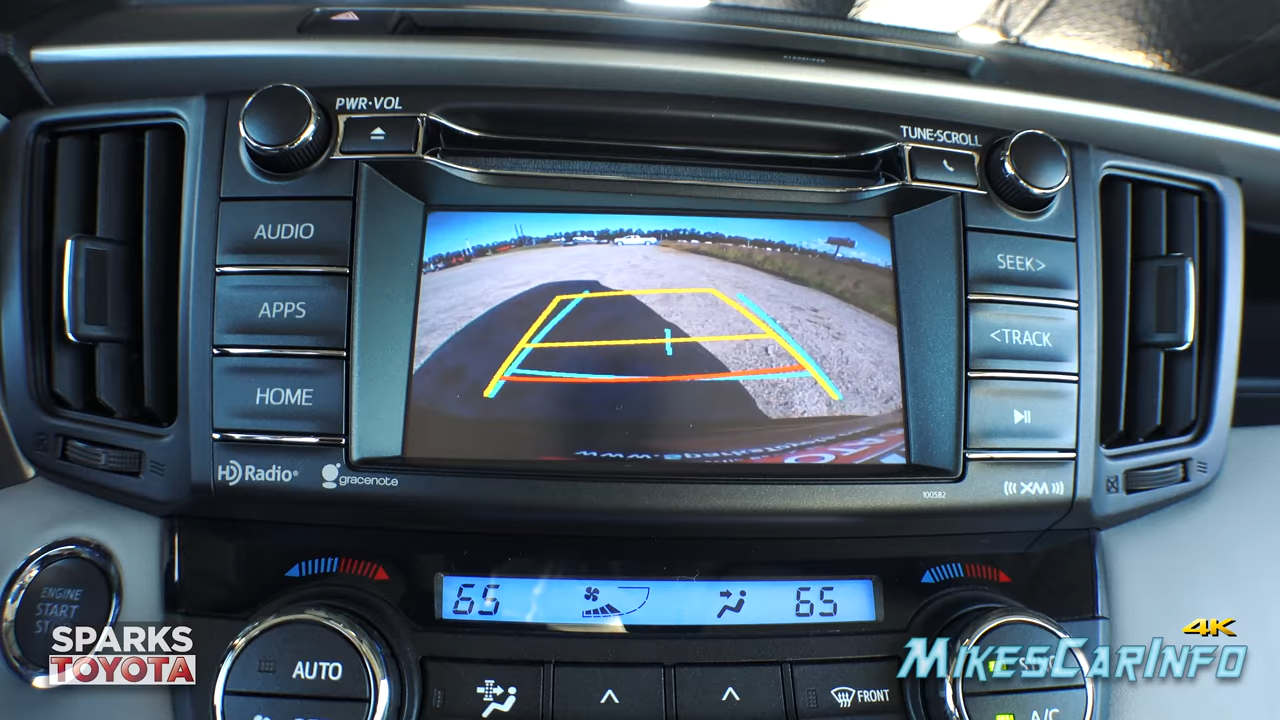 PWR·VOL
TUNE·SCROLL
AUDIO
APPS
HOME
SEEK>
<TRACK
HD Radio®
gracenote
100582
((( XM )))
65
65
ENGINE
START
AUTO
FRONT
A/C
SPARKS
TOYOTA
4K
MIKESCARINFO